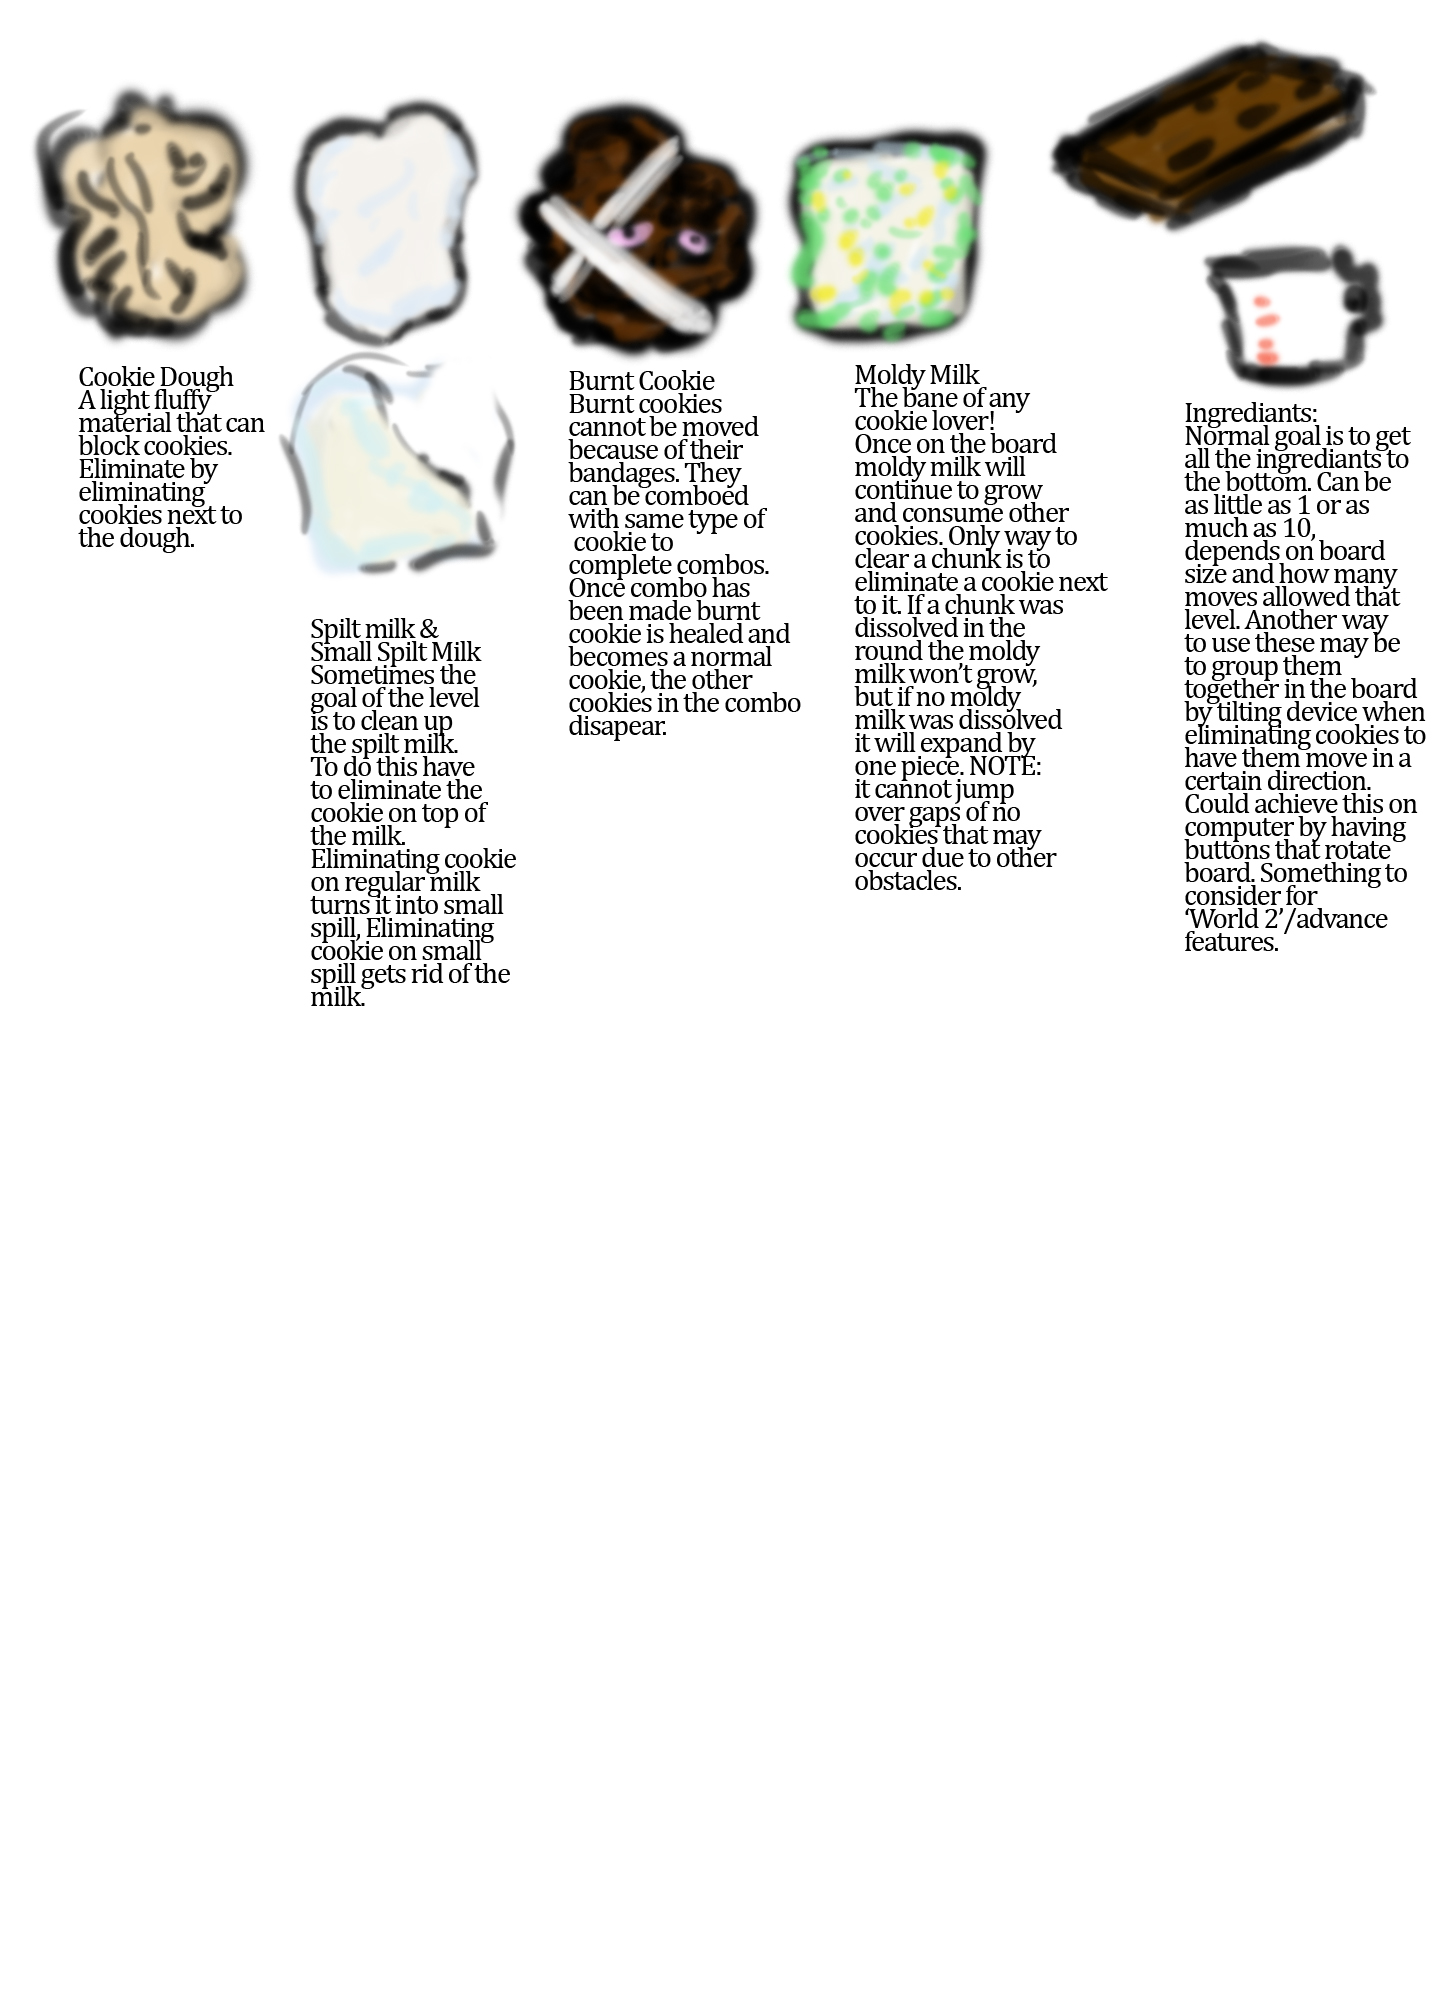 Cookie Dough
A light fluffy
material that can
block cookies.
Eliminate by
eliminating
cookies next to
the dough.
Spilt milk &
Small Spilt Milk
Sometimes the
goal of the level
is to clean up
the spilt milk.
To do this have
to eliminate the
cookie on top of
the milk.
Eliminating cookie
on regular milk
turns it into small
spill, Eliminating
cookie on small
spill gets rid of the
milk.
Burnt Cookie
Burnt cookies
cannot be moved
because of their
bandages. They
can be comboed
with same type of
cookie to
complete combos.
Once combo has
been made burnt
cookie is healed and
becomes a normal
cookie, the other
cookies in the combo
disapear.
Moldy Milk
The bane of any
cookie lover!
Once on the board
moldy milk will
continue to grow
and consume other
cookies. Only way to
clear a chunk is to
eliminate a cookie next
to it. If a chunk was
dissolved in the
round the moldy
milk won’t grow,
but if no moldy
milk was dissolved
it will expand by
one piece. NOTE:
it cannot jump
over gaps of no
cookies that may
occur due to other
obstacles.
Ingrediants:
Normal goal is to get
all the ingrediants to
the bottom. Can be
as little as 1 or as
much as 10,
depends on board
size and how many
moves allowed that
level. Another way
to use these may be
to group them
together in the board
by tilting device when
eliminating cookies to
have them move in a
certain direction.
Could achieve this on
computer by having
buttons that rotate
board. Something to
consider for
‘World 2’/advance
features.